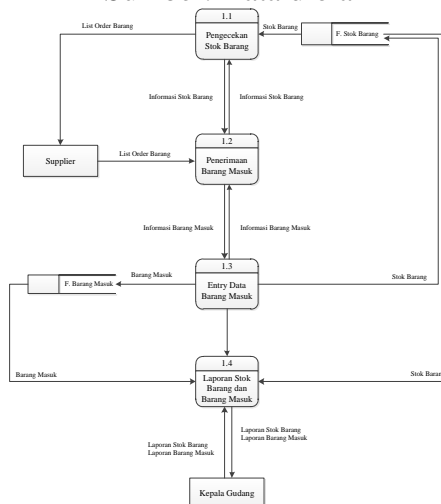 1.1
Pengecekan
Stok Barang
List Order Barang
Stok Barang
F. Stok Barang
Informasi Stok Barang
Informasi Stok Barang
1.2
Penerimaan
Barang Masuk
Supplier
List Order Barang
Informasi Barang Masuk
Informasi Barang Masuk
1.3
Entry Data
Barang Masuk
Barang Masuk
F. Barang Masuk
Stok Barang
1.4
Laporan Stok
Barang dan
Barang Masuk
Barang Masuk
Stok Baran
Laporan Stok Barang
Laporan Barang Masuk
Laporan Stok Barang
Laporan Barang Masuk
Kepala Gudang